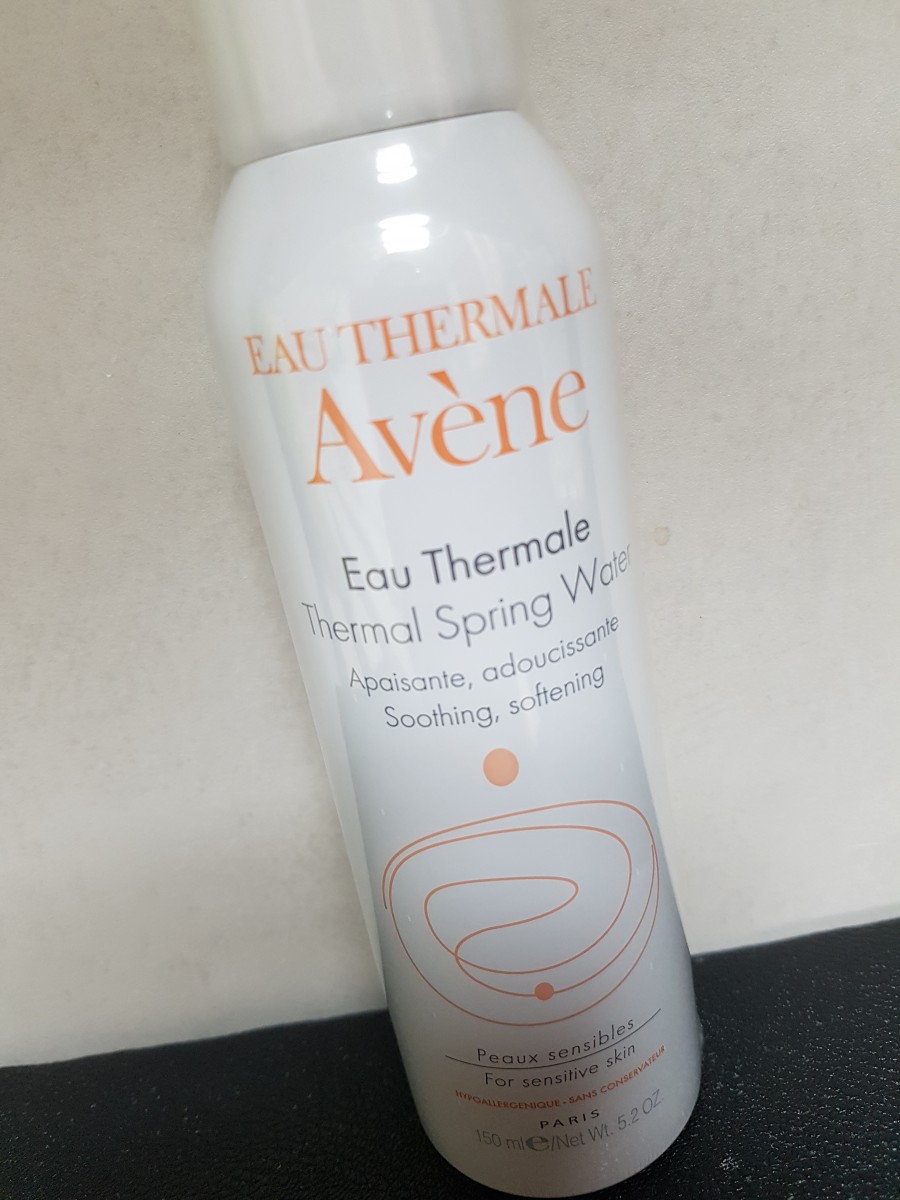 EAU THERMALE
Avène
Eau Thermale
Thermal Spring Water
Apaisante, adoucissante
Soothing, softening
Peaux sensibles
For sensitive skin
HYPOALLERGENIQUE - SANS CONSERVATEUR
PARIS
150 ml e/Net Wt. 5.2 OZ.